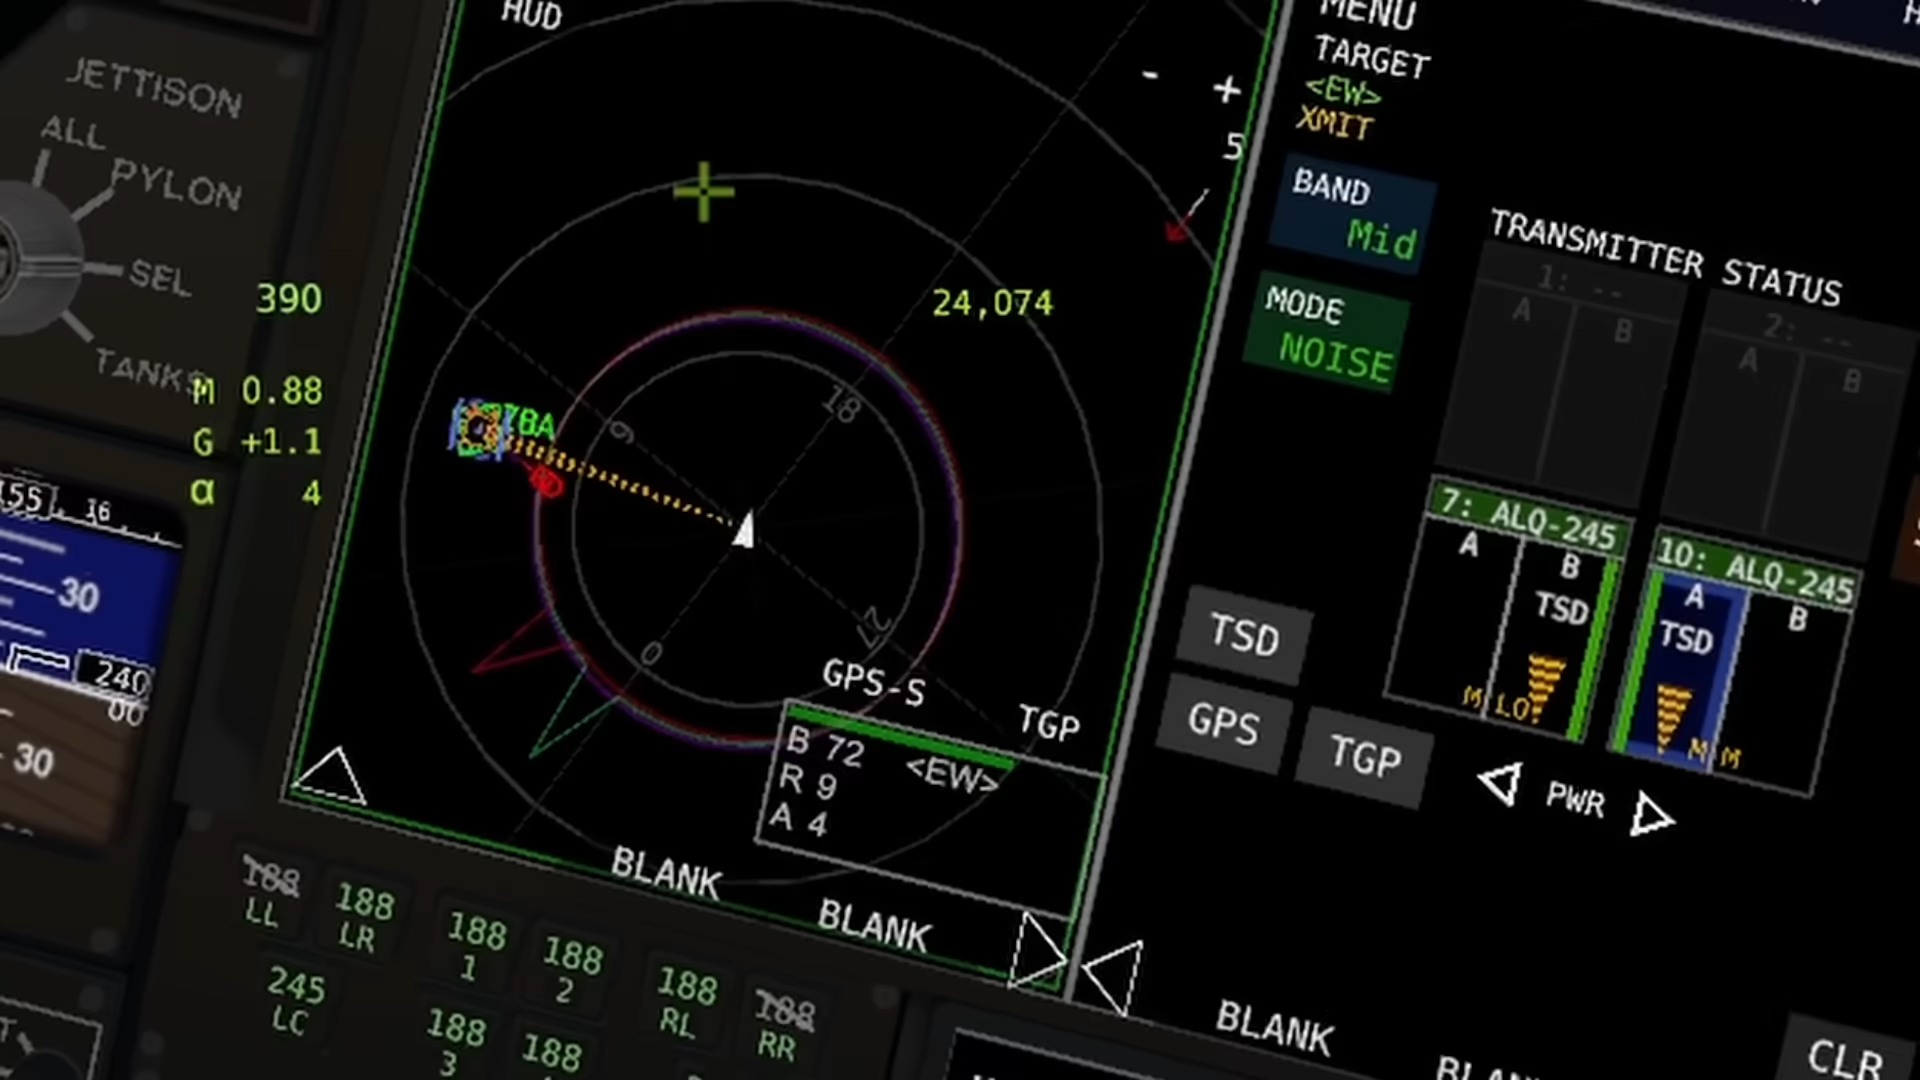 HUD
JETTISON
ALL
PYLON
SEL
TANKS
390
M 0.88
G +1.1
α 4
155
16
30
240
00
30
- +
5
24,074
18
9
0
27
GPS-S
TGP
B 72
<EW>
R 9
A 4
BLANK
BLANK
MENU
TARGET
<EW>
XMIT
BAND
Mid
MODE
NOISE
TRANSMITTER STATUS
1: --
A B
2: --
A B
7: ALQ-245
A B
TSD
M LO
10: ALQ-245
A B
TSD
M M
TSD
GPS
TGP
PWR
BLANK
CLR
188
LL
188
LR
188
1
188
2
188
RL
188
RR
245
LC
188
3
188